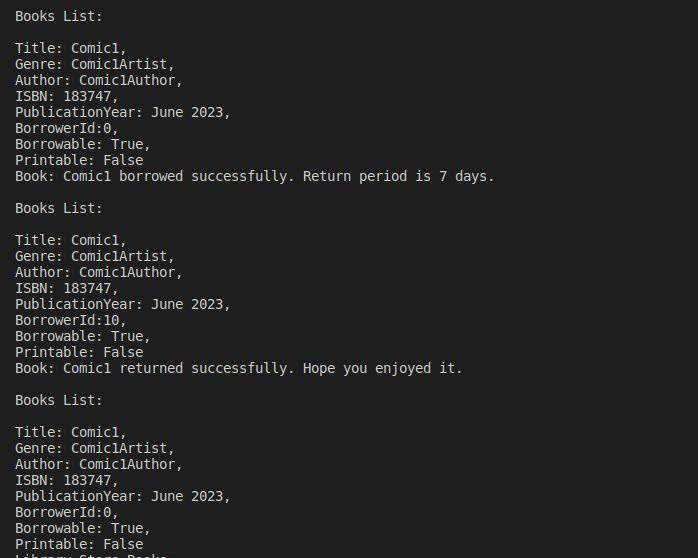 Books List:
Title: Comic1,
Genre: Comic1Artist,
Author: Comic1Author,
ISBN: 183747,
PublicationYear: June 2023,
BorrowerId:0,
Borrowable: True,
Printable: False
Book: Comic1 borrowed successfully. Return period is 7 days.
Books List:
Title: Comic1,
Genre: Comic1Artist,
Author: Comic1Author,
ISBN: 183747,
PublicationYear: June 2023,
BorrowerId:10,
Borrowable: True,
Printable: False
Book: Comic1 returned successfully. Hope you enjoyed it.
Books List:
Title: Comic1,
Genre: Comic1Artist,
Author: Comic1Author,
ISBN: 183747,
PublicationYear: June 2023,
BorrowerId:0,
Borrowable: True,
Printable: False